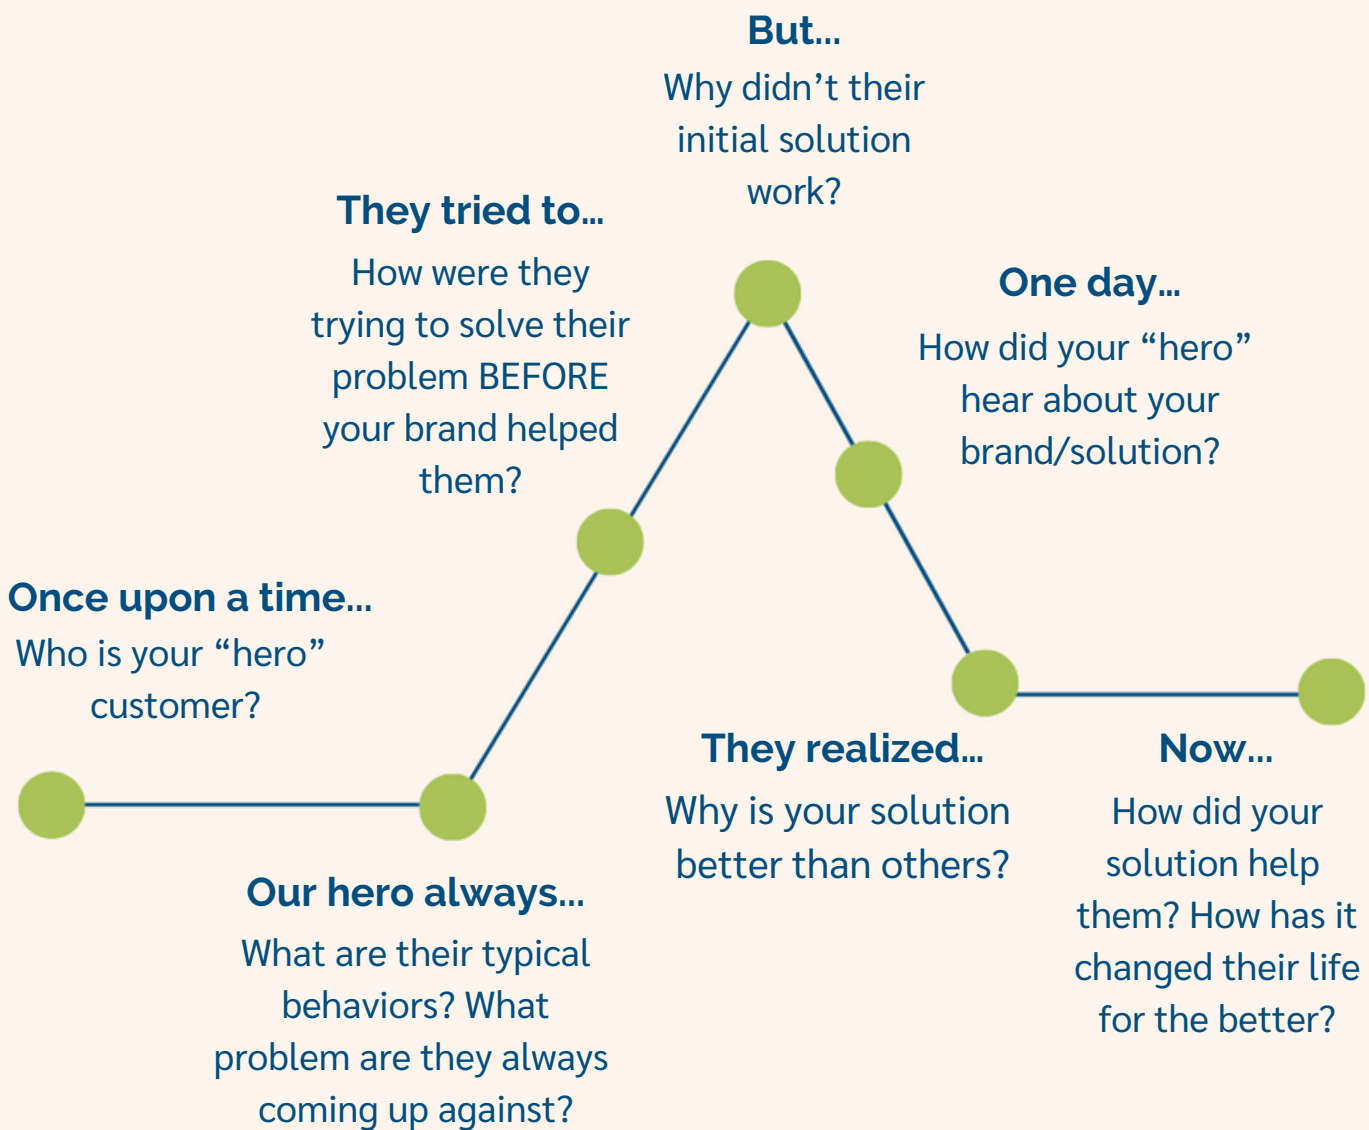 Once upon a time...
Who is your “hero”
customer?
Our hero always...
What are their typical
behaviors? What
problem are they always
coming up against?
They tried to...
How were they
trying to solve their
problem BEFORE
your brand helped
them?
But...
Why didn’t their
initial solution
work?
One day...
How did your “hero”
hear about your
brand/solution?
They realized...
Why is your solution
better than others?
Now...
How did your
solution help
them? How has it
changed their life
for the better?